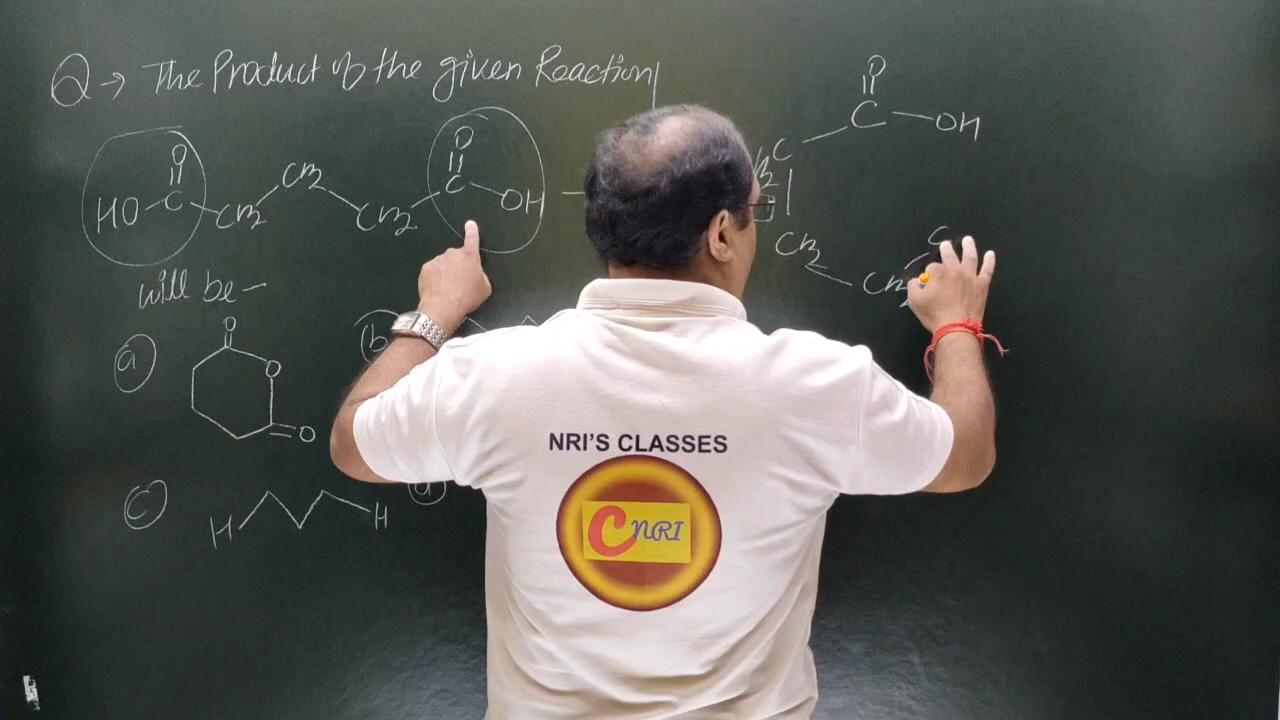 Q → The Product of the given Reaction
HO-C(=O)-CH2-CH2-CH2-C(=O)-OH
will be -
(a) O O O
(b)
(c) H H
(d)
CH2 C(=O)-OH
CH2 CH2 C
NRI'S CLASSES
C NRI